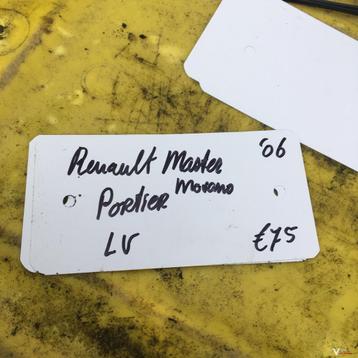 Renault Master '06
Movano
Portier
LV €75